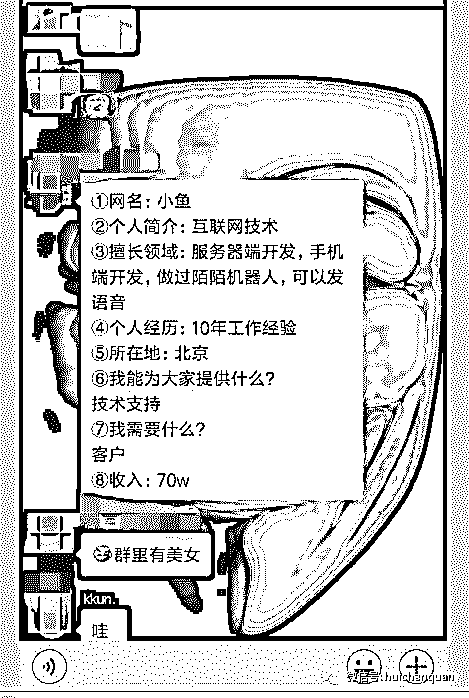 ①网名：小鱼
②个人简介：互联网技术
③擅长领域：服务器端开发，手机
端开发，做过陌陌机器人，可以发
语音
④个人经历：10年工作经验
⑤所在地：北京
⑥我能为大家提供什么？
技术支持
⑦我需要什么？
客户
⑧收入：70w
群里有美女
kkun.
哇
微信号:huichanquan